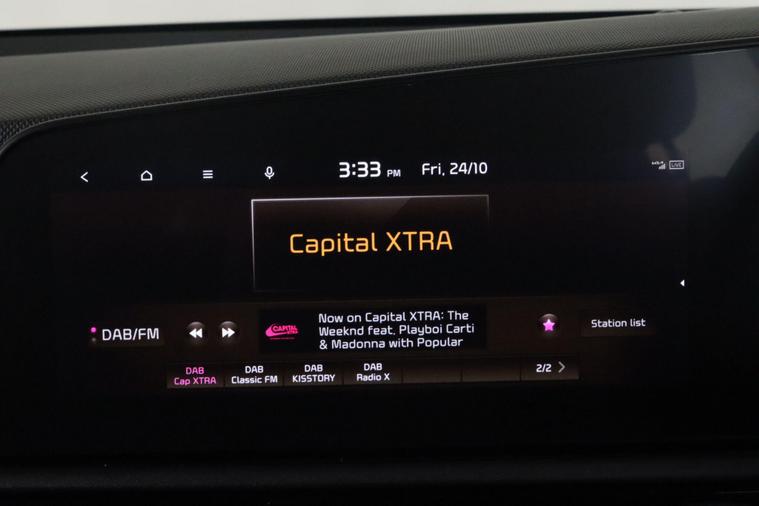 3:33 PM Fri, 24/10
LIVE
Capital XTRA
DAB/FM
CAPITAL
XTRA
Now on Capital XTRA: The
Weeknd feat. Playboi Carti
& Madonna with Popular
Station list
DAB
Cap XTRA
DAB
Classic FM
DAB
KISSTORY
DAB
Radio X
2/2